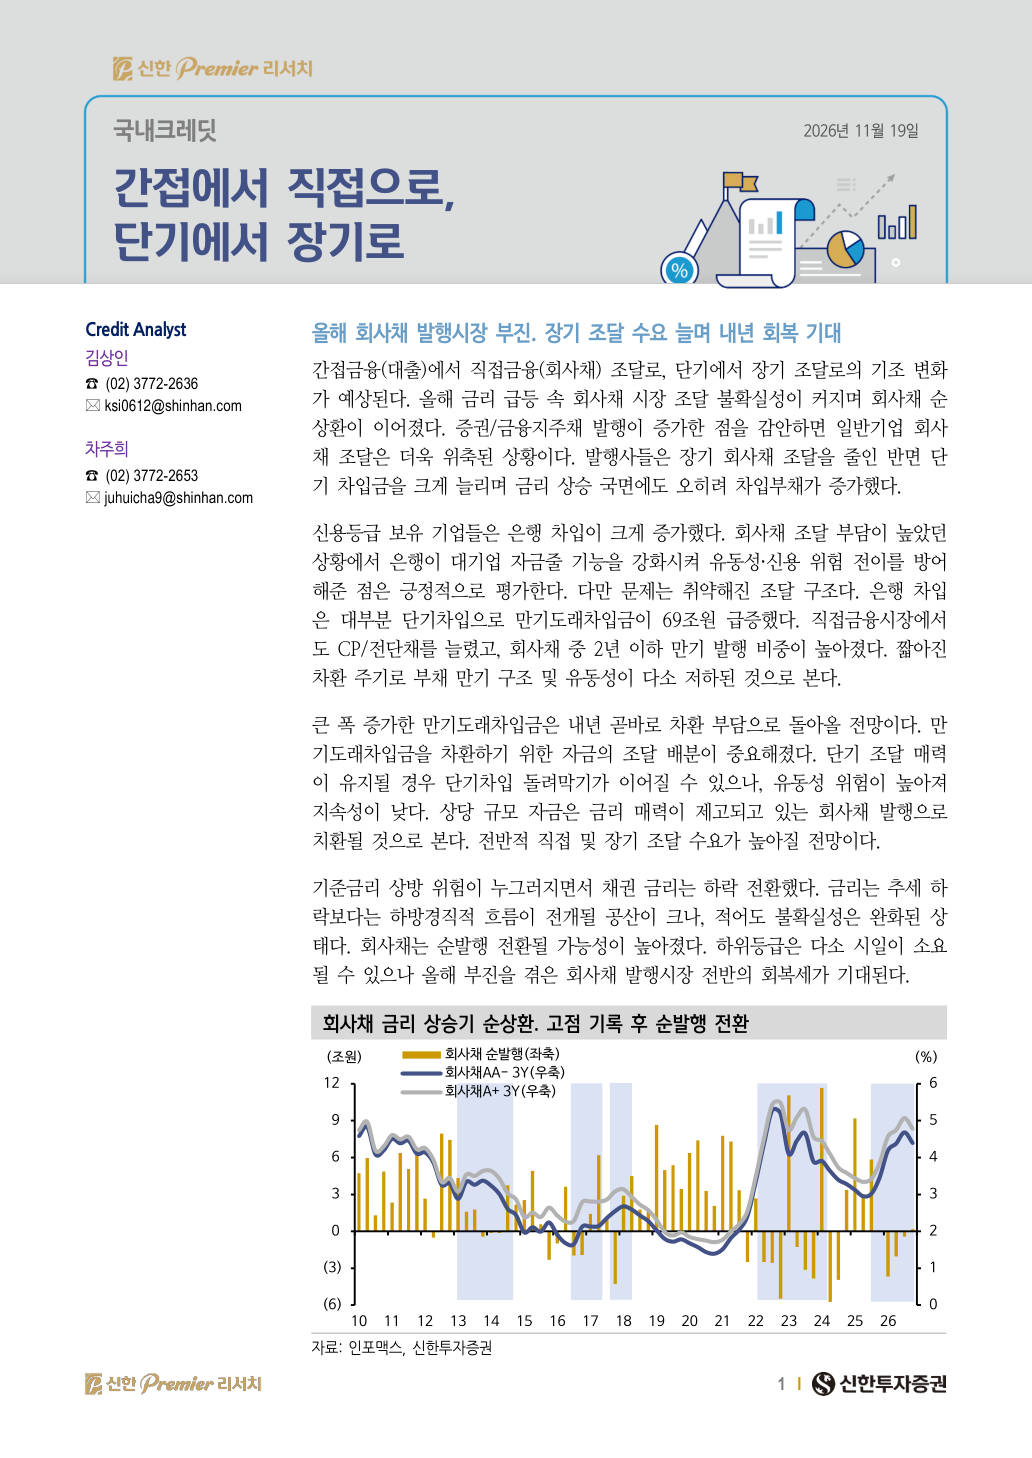 신한 Premier 리서치
국내크레딧
2026년 11월 19일
간접에서 직접으로,
단기에서 장기로
%
Credit Analyst
김상인
☎ (02) 3772-2636
✉ ksi0612@shinhan.com
차주희
☎ (02) 3772-2653
✉ juhuicha9@shinhan.com
올해 회사채 발행시장 부진. 장기 조달 수요 늘며 내년 회복 기대
간접금융(대출)에서 직접금융(회사채) 조달로, 단기에서 장기 조달로의 기조 변화
가 예상된다. 올해 금리 급등 속 회사채 시장 조달 불확실성이 커지며 회사채 순
상환이 이어졌다. 증권/금융지주채 발행이 증가한 점을 감안하면 일반기업 회사
채 조달은 더욱 위축된 상황이다. 발행사들은 장기 회사채 조달을 줄인 반면 단
기 차입금을 크게 늘리며 금리 상승 국면에도 오히려 차입부채가 증가했다.
신용등급 보유 기업들은 은행 차입이 크게 증가했다. 회사채 조달 부담이 높았던
상황에서 은행이 대기업 자금줄 기능을 강화시켜 유동성·신용 위험 전이를 방어
해준 점은 긍정적으로 평가한다. 다만 문제는 취약해진 조달 구조다. 은행 차입
은 대부분 단기차입으로 만기도래차입금이 69조원 급증했다. 직접금융시장에서
도 CP/전단채를 늘렸고, 회사채 중 2년 이하 만기 발행 비중이 높아졌다. 짧아진
차환 주기로 부채 만기 구조 및 유동성이 다소 저하된 것으로 본다.
큰 폭 증가한 만기도래차입금은 내년 곧바로 차환 부담으로 돌아올 전망이다. 만
기도래차입금을 차환하기 위한 자금의 조달 배분이 중요해졌다. 단기 조달 매력
이 유지될 경우 단기차입 돌려막기가 이어질 수 있으나, 유동성 위험이 높아져
지속성이 낮다. 상당 규모 자금은 금리 매력이 제고되고 있는 회사채 발행으로
치환될 것으로 본다. 전반적 직접 및 장기 조달 수요가 높아질 전망이다.
기준금리 상방 위험이 누그러지면서 채권 금리는 하락 전환했다. 금리는 추세 하
락보다는 하방경직적 흐름이 전개될 공산이 크나, 적어도 불확실성은 완화된 상
태다. 회사채는 순발행 전환될 가능성이 높아졌다. 하위등급은 다소 시일이 소요
될 수 있으나 올해 부진을 겪은 회사채 발행시장 전반의 회복세가 기대된다.
회사채 금리 상승기 순상환. 고점 기록 후 순발행 전환
(조원)
(%)
회사채 순발행(좌축)
회사채AA- 3Y(우축)
회사채A+ 3Y(우축)
12
9
6
3
0
(3)
(6)
6
5
4
3
2
1
0
10 11 12 13 14 15 16 17 18 19 20 21 22 23 24 25 26
자료: 인포맥스, 신한투자증권
신한 Premier 리서치
1 | 신한투자증권